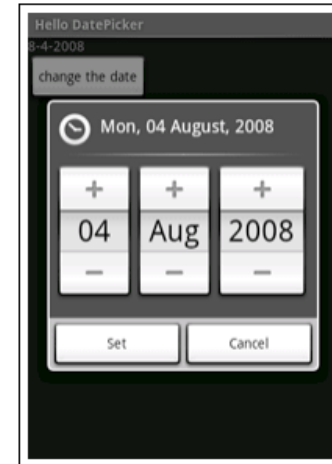 Hello DatePicker
8-4-2008
change the date
Mon, 04 August, 2008
+ + +
04 Aug 2008
− − −
Set Cancel